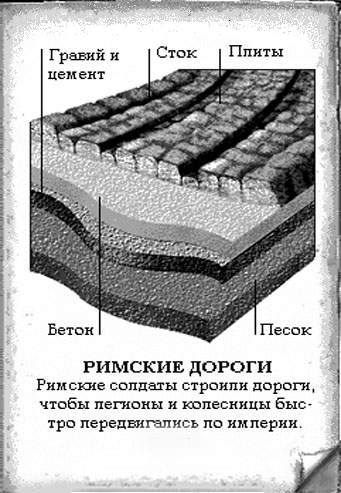 Гравий и цемент
Сток
Плиты
Бетон
Песок
РИМСКИЕ ДОРОГИ
Римские солдаты строили дороги,
чтобы легионы и колесницы быс-
тро передвигались по империи.